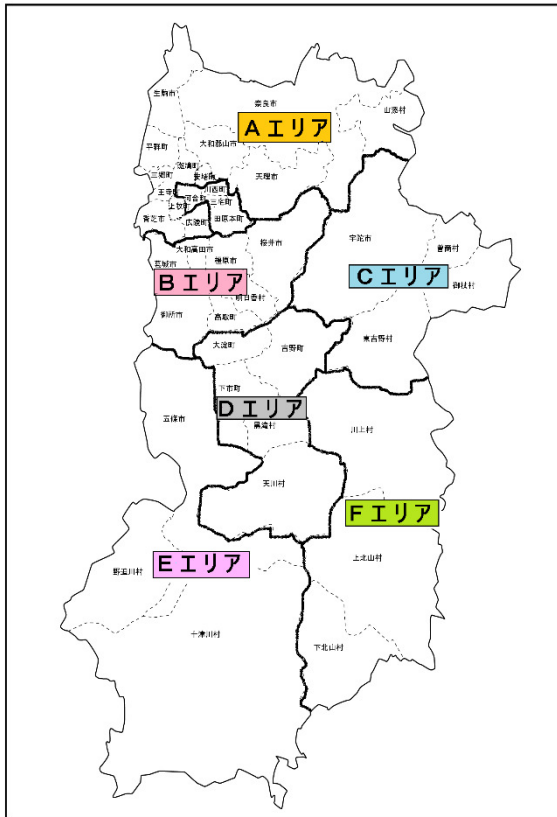 生駒市
奈良市
山添村
Aエリア
平群町
大和郡山市
斑鳩町
安堵町
天理市
三郷町
王寺町
川西町
河合町
三宅町
上牧町
香芝市
広陵町
田原本町
宇陀市
曽爾村
大和高田市
桜井市
葛城市
橿原市
Bエリア
Cエリア
御杖村
明日香村
御所市
高取町
東吉野村
大淀町
吉野町
下市町
Dエリア
五條市
黒滝村
川上村
天川村
Fエリア
Eエリア
上北山村
野迫川村
十津川村
下北山村